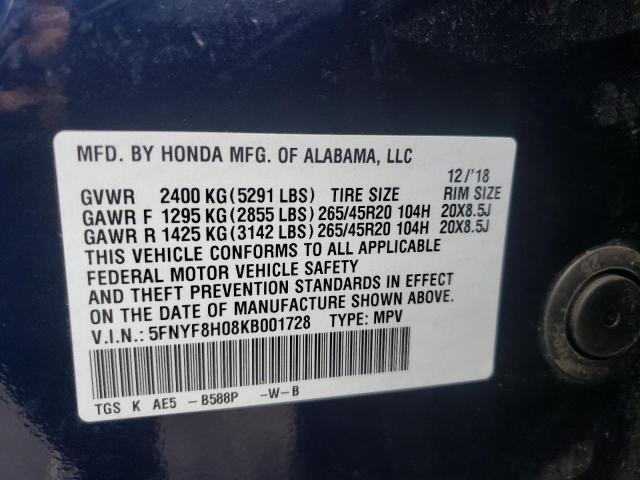 MFD. BY HONDA MFG. OF ALABAMA, LLC
12/'18
GVWR 2400 KG(5291 LBS) TIRE SIZE RIM SIZE
GAWR F 1295 KG(2855 LBS)265/45R20 104H 20X8.5J
GAWR R 1425 KG(3142 LBS)265/45R20 104H 20X8.5J
THIS VEHICLE CONFORMS TO ALL APPLICABLE
FEDERAL MOTOR VEHICLE SAFETY
AND THEFT PREVENTION STANDARDS IN EFFECT
ON THE DATE OF MANUFACTURE SHOWN ABOVE.
V.I.N.: 5FNYF8H08KB001728 TYPE: MPV
TGS K AE5 -B588P -W-B